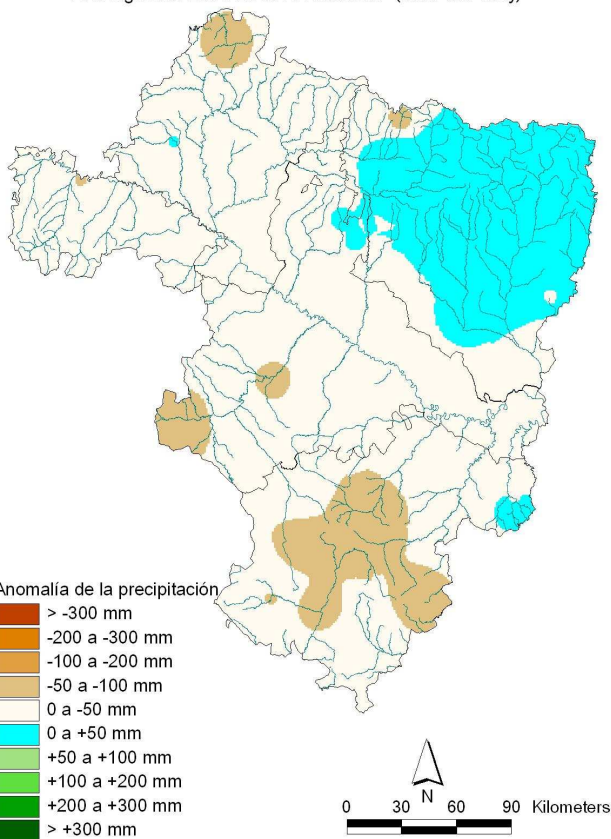 Anomalía de la precipitación
> -300 mm
-200 a -300 mm
-100 a -200 mm
-50 a -100 mm
0 a -50 mm
0 a +50 mm
+50 a +100 mm
+100 a +200 mm
+200 a +300 mm
> +300 mm
N
0 30 60 90 Kilometers